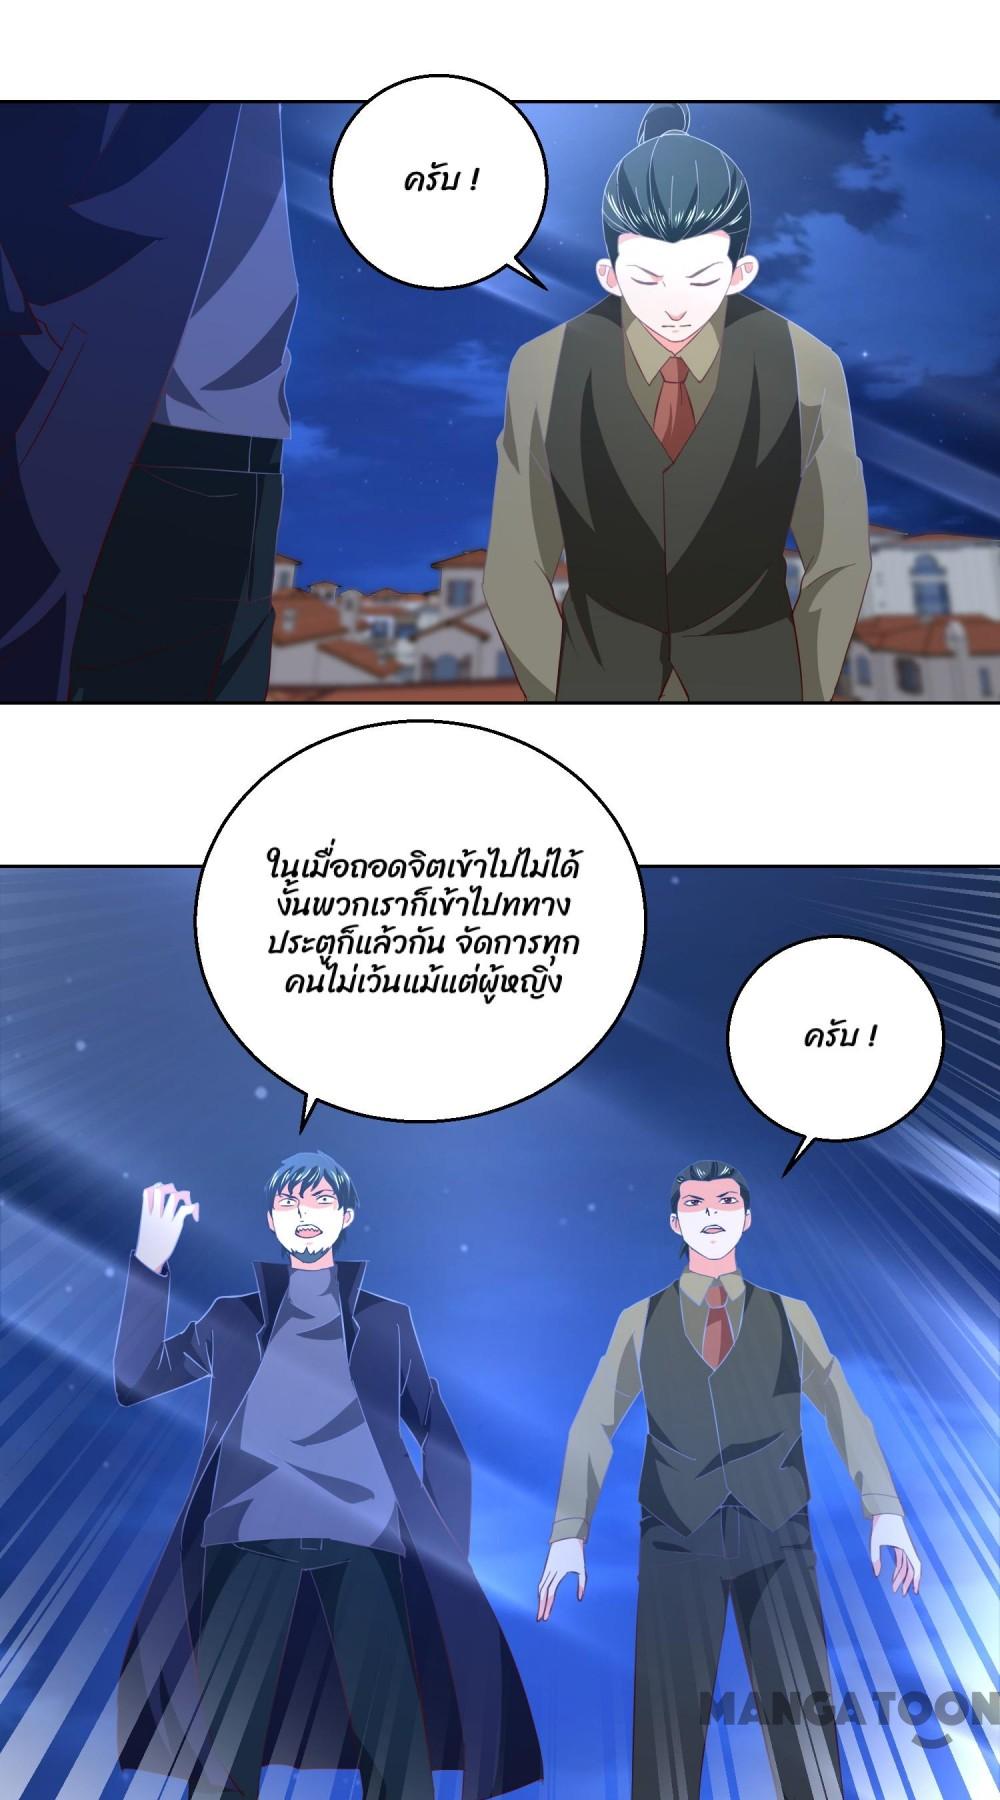 ครับ !
ในเมื่อถอดจิตเข้าไปไม่ได้
งั้นพวกเราก็เข้าไปททาง
ประตูก็แล้วกัน จัดการทุก
คนไม่เว้นแม้แต่ผู้หญิง
ครับ !
MANGATOON